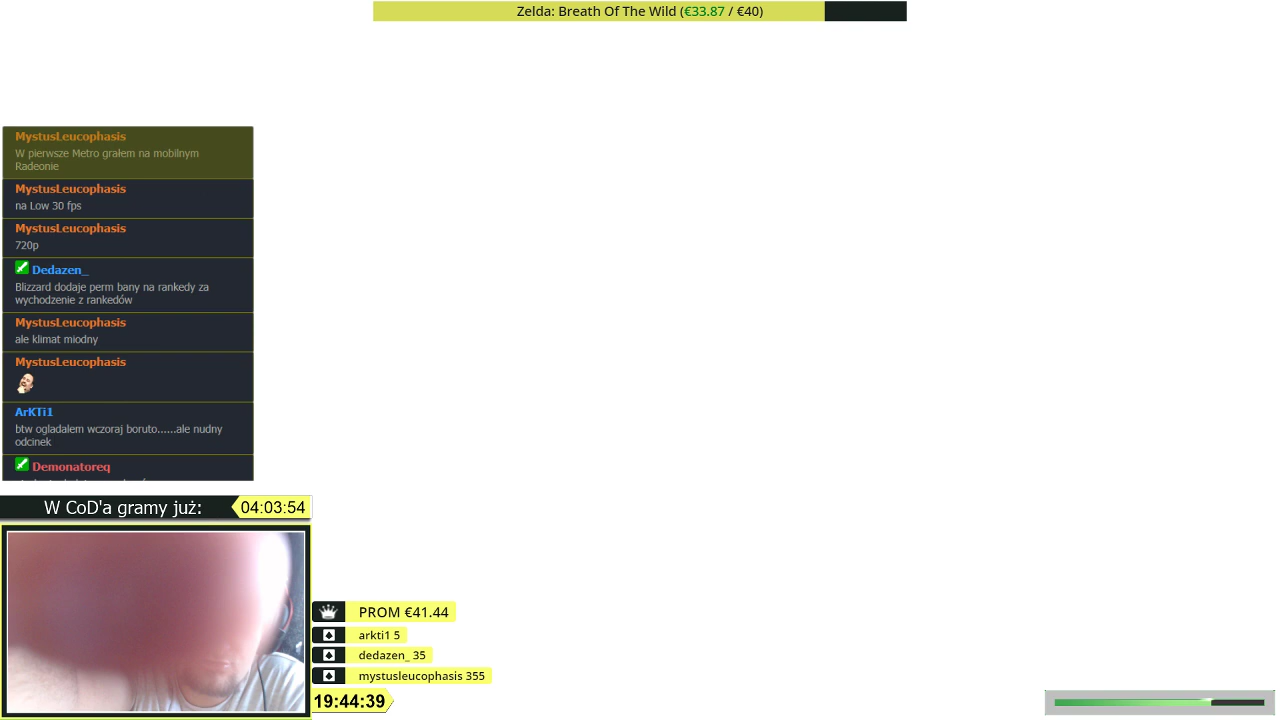 Zelda: Breath Of The Wild (€33.87 / €40)
MystusLeucophasis
W pierwsze Metro grałem na mobilnym
Radeonie
MystusLeucophasis
na Low 30 fps
MystusLeucophasis
720p
Dedazen_
Blizzard dodaje perm bany na rankedy za
wychodzenie z rankedów
MystusLeucophasis
ale klimat miodny
MystusLeucophasis
ArKTi1
btw ogladalem wczoraj boruto......ale nudny
odcinek
Demonatoreq
W CoD'a gramy już:
04:03:54
PROM €41.44
arkti1 5
dedazen_ 35
mystusleucophasis 355
19:44:39